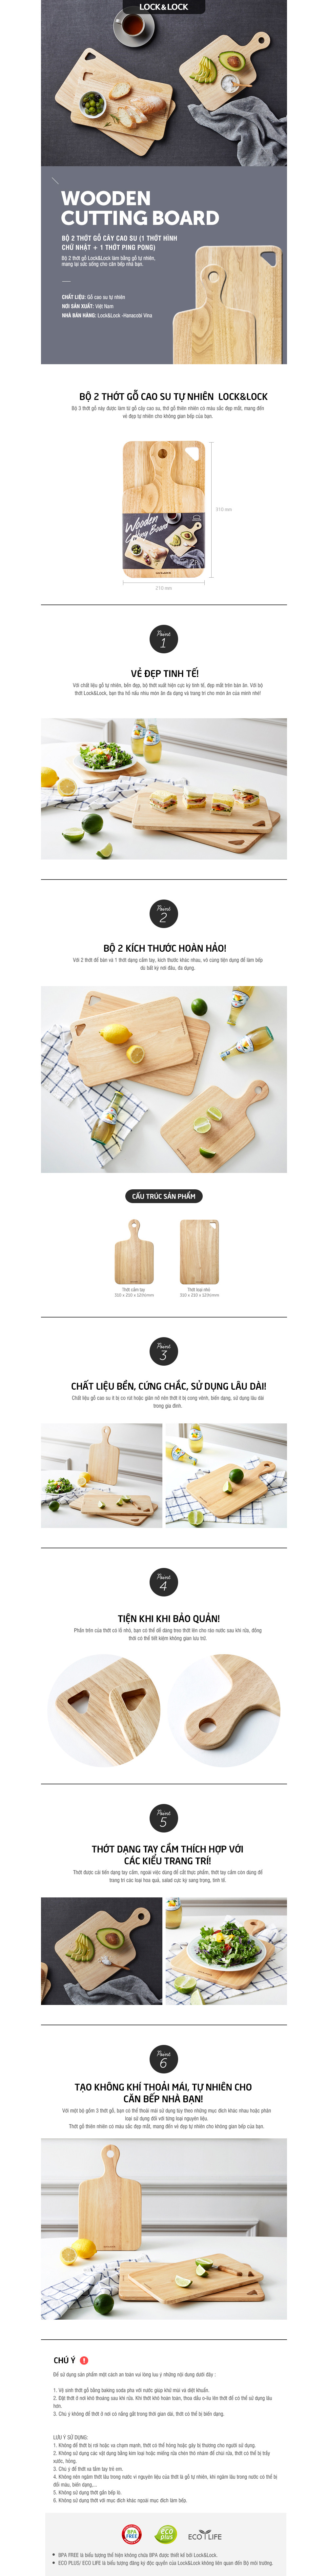 LOCK&LOCK
WOODEN
CUTTING BOARD
BỘ 2 THỚT GỖ CÂY CAO SU (1 THỚT HÌNH
CHỮ NHẬT + 1 THỚT PING PONG)
Bộ 2 thớt gỗ Lock&Lock làm bằng gỗ tự nhiên,
mang lại sức sống cho căn bếp nhà bạn.
CHẤT LIỆU: Gỗ cao su tự nhiên
NƠI SẢN XUẤT: Việt Nam
NHÀ BÁN HÀNG: Lock&Lock -Hanacobi Vina
BỘ 2 THỚT GỖ CAO SU TỰ NHIÊN LOCK&LOCK
Bộ 3 thớt gỗ này được làm từ gỗ cây cao su, thớ gỗ thiên nhiên có màu sắc đẹp mắt, mang đến
vẻ đẹp tự nhiên cho không gian bếp của bạn.
Wooden
Cutting Board
310 mm
210 mm
Point
1
VẺ ĐẸP TINH TẾ!
Với chất liệu gỗ tự nhiên, bền đẹp, bộ thớt xuất hiện cực kỳ tinh tế, đẹp mắt trên bàn ăn. Với bộ
thớt Lock&Lock, bạn tha hồ nấu nhiu món ăn đa dạng và trang trí cho món ăn của mình nhé!
Point
2
BỘ 2 KÍCH THƯỚC HOÀN HẢO!
Với 2 thớt để bàn và 1 thớt dạng cầm tay, kích thước khác nhau, vô cùng tiện dụng để làm bếp
dù bất kỳ nơi đâu, đa dụng.
CẤU TRÚC SẢN PHẨM
Thớt cầm tay
Thớt loại nhỏ
310 x 210 x 12(h)mm
310 x 210 x 12(h)mm
Point
3
CHẤT LIỆU BỀN, CỨNG CHẮC, SỬ DỤNG LÂU DÀI!
Chất liệu gỗ cao su ít bị co rút hoặc giãn nở nên thớt ít bị cong vênh, biến dạng, sử dụng lâu dài
trong gia đình.
Point
4
TIỆN KHI KHI BẢO QUẢN!
Phần trên của thớt có lỗ nhỏ, bạn có thể dễ dàng treo thớt lên cho ráo nước sau khi rửa, đồng
thời có thể tiết kiệm không gian lưu trữ.
Point
5
THỚT DẠNG TAY CẦM THÍCH HỢP VỚI
CÁC KIỂU TRANG TRÍ!
Thớt được cải tiến dạng tay cầm, ngoài việc dùng để cắt thực phẩm, thớt tay cầm còn dùng để
trang trí các loại hoa quả, salad cực kỳ sang trọng, tinh tế.
Point
6
TẠO KHÔNG KHÍ THOẢI MÁI, TỰ NHIÊN CHO
CĂN BẾP NHÀ BẠN!
Với một bộ gồm 3 thớt gỗ, bạn có thể thoải mái sử dụng tùy theo những mục đích khác nhau hoặc phân
loại sử dụng đối với từng loại nguyên liệu.
Thớt gỗ thiên nhiên có màu sắc đẹp mắt, mang đến vẻ đẹp tự nhiên cho không gian bếp của bạn.
CHÚ Ý !
Để sử dụng sản phẩm một cách an toàn vui lòng lưu ý những nội dung dưới đây :
1. Vệ sinh thớt gỗ bằng baking soda pha với nước giúp khử mùi và diệt khuẩn.
2. Đặt thớt ở nơi khô thoáng sau khi rửa. Khi thớt khô hoàn toàn, thoa dầu ô-liu lên thớt để có thể sử dụng lâu
hơn.
3. Chú ý không để thớt ở nơi có nắng gắt trong thời gian dài, thớt có thể bị biến dạng.
LƯU Ý SỬ DỤNG:
1. Không để thớt bị rơi hoặc va chạm mạnh, thớt có thể hỏng hoặc gây bị thương cho người sử dụng.
2. Không sử dụng các vật dụng bằng kim loại hoặc miếng rửa chén thô nhám để chùi rửa, thớt có thể bị trầy
xước, hỏng.
3. Chú ý để thớt xa tầm tay trẻ em.
4. Không nên ngâm thớt lâu trong nước vì nguyên liệu của thớt là gỗ tự nhiên, khi ngâm lâu trong nước có thể bị
đổi màu, biến dạng,...
5. Không sử dụng thớt gần bếp lò.
6. Không sử dụng thớt với mục đích khác ngoài mục đích làm bếp.
BPA
FREE
eco
plus
ECO LIFE
BPA FREE là biểu tượng thể hiện không chứa BPA được thiết kế bởi Lock&Lock.
ECO PLUS/ ECO LIFE là biểu tượng đăng ký độc quyền của Lock&Lock không liên quan đến Bộ môi trường.